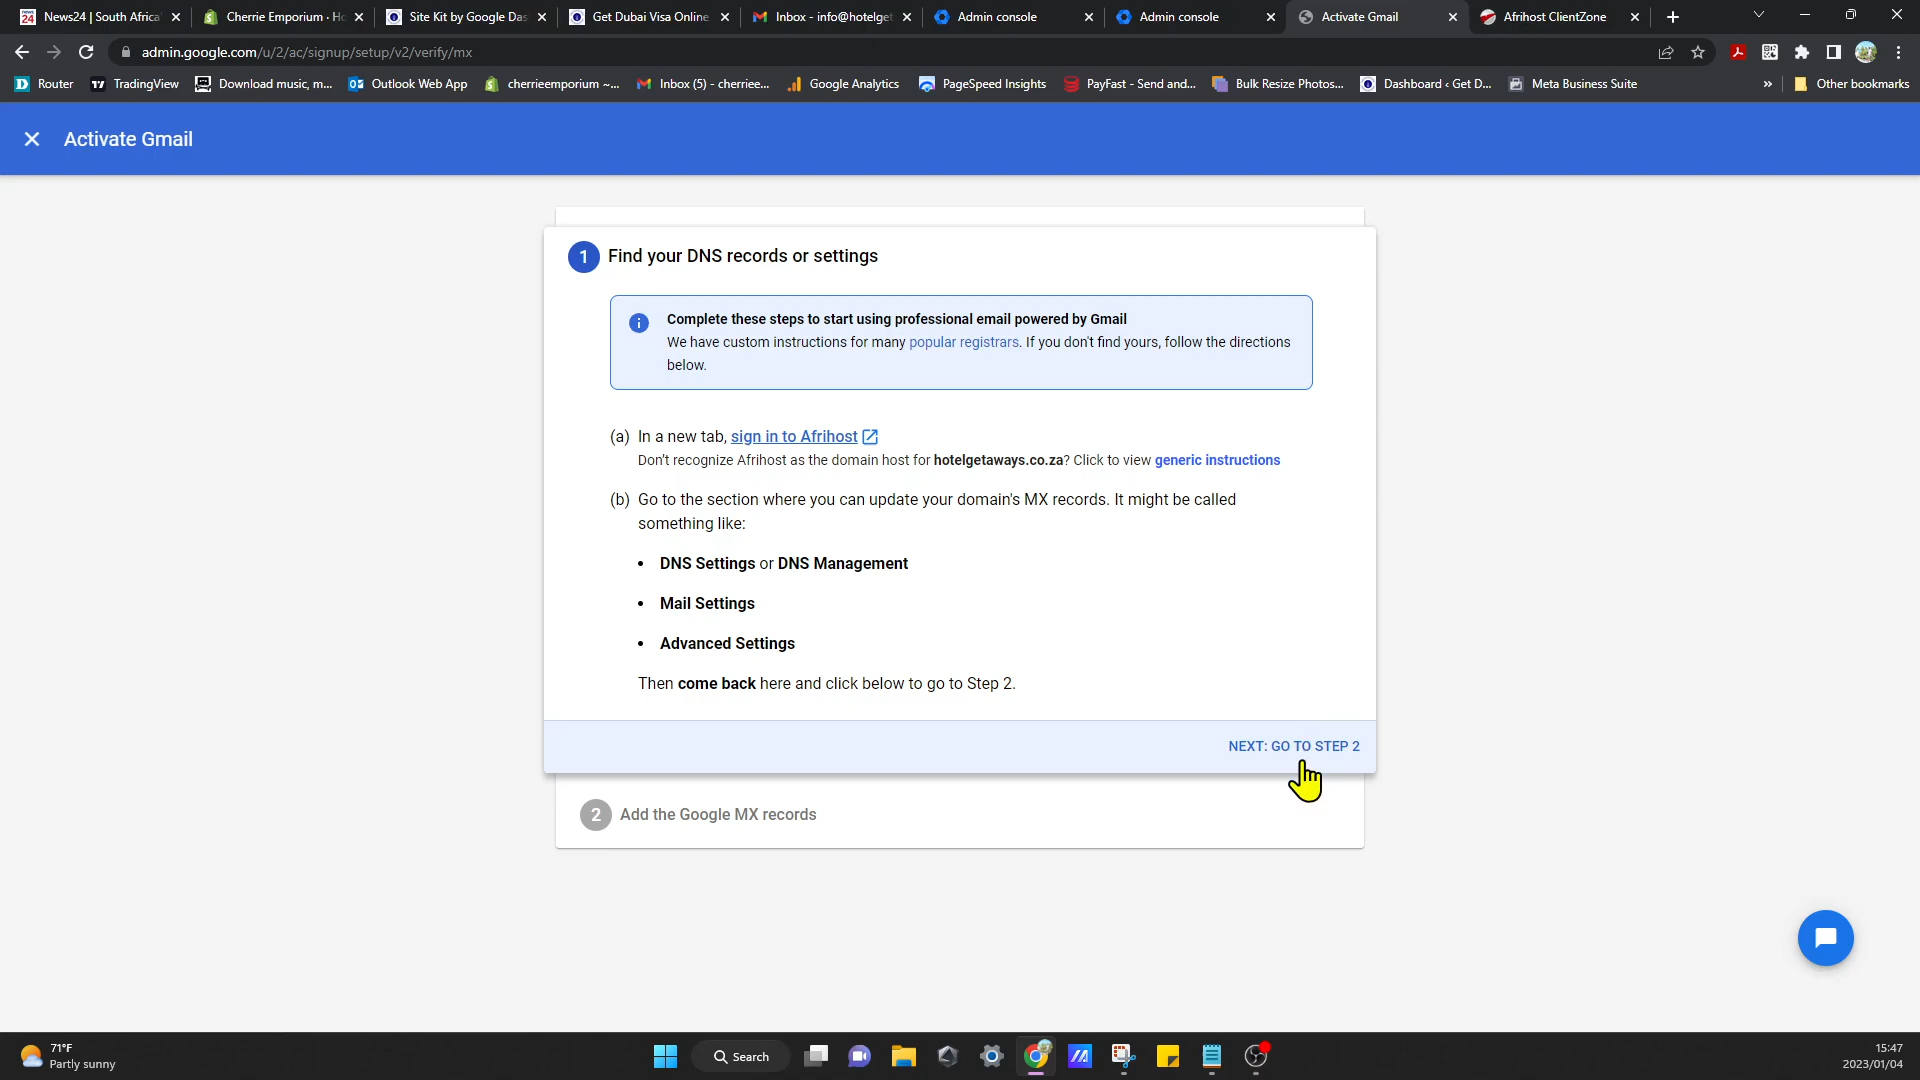 News24 | South Africa'
Cherrie Emporium · Ho
Site Kit by Google Das
Get Dubai Visa Online
Inbox - info@hotelget
Admin console
Admin console
Activate Gmail
Afrihost ClientZone
admin.google.com/u/2/ac/signup/setup/v2/verify/mx
Router
TradingView
Download music, m...
Outlook Web App
cherrieemporium ~...
Inbox (5) - cherriee...
Google Analytics
PageSpeed Insights
PayFast - Send and...
Bulk Resize Photos...
Dashboard ‹ Get D...
Meta Business Suite
»
Other bookmarks
Activate Gmail
1 Find your DNS records or settings
Complete these steps to start using professional email powered by Gmail
We have custom instructions for many popular registrars. If you don't find yours, follow the directions
below.
(a) In a new tab, sign in to Afrihost
Don't recognize Afrihost as the domain host for hotelgetaways.co.za? Click to view generic instructions
(b) Go to the section where you can update your domain's MX records. It might be called
something like:
• DNS Settings or DNS Management
• Mail Settings
• Advanced Settings
Then come back here and click below to go to Step 2.
NEXT: GO TO STEP 2
2 Add the Google MX records
71°F
Partly sunny
Search
15:47
2023/01/04